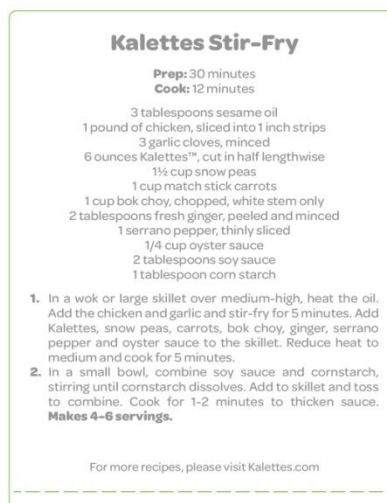 Kalettes Stir-Fry
Prep: 30 minutes
Cook: 12 minutes
3 tablespoons sesame oil
1 pound of chicken, sliced into 1 inch strips
3 garlic cloves, minced
6 ounces Kalettes™, cut in half lengthwise
1½ cup snow peas
1 cup match stick carrots
1 cup bok choy, chopped, white stem only
2 tablespoons fresh ginger, peeled and minced
1 serrano pepper, thinly sliced
1/4 cup oyster sauce
2 tablespoons soy sauce
1 tablespoon corn starch
1. In a wok or large skillet over medium-high, heat the oil.
Add the chicken and garlic and stir-fry for 5 minutes. Add
Kalettes, snow peas, carrots, bok choy, ginger, serrano
pepper and oyster sauce to the skillet. Reduce heat to
medium and cook for 5 minutes.
2. In a small bowl, combine soy sauce and cornstarch,
stirring until cornstarch dissolves. Add to skillet and toss
to combine. Cook for 1-2 minutes to thicken sauce.
Makes 4-6 servings.
For more recipes, please visit Kalettes.com